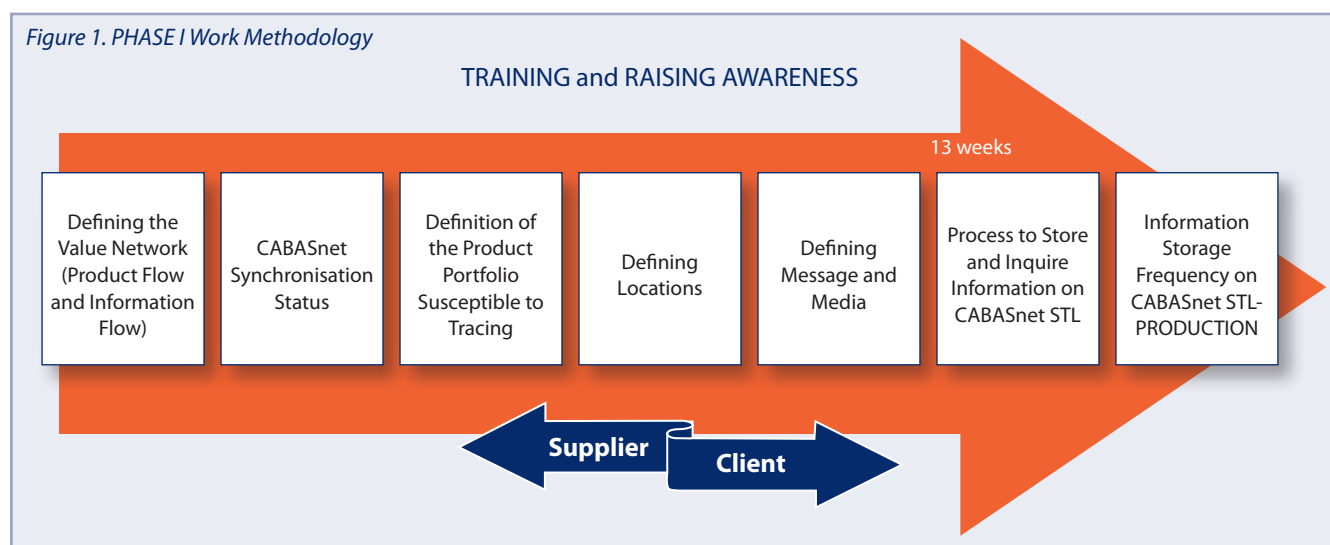 Figure 1. PHASE I Work Methodology
TRAINING and RAISING AWARENESS
13 weeks
Defining the
Value Network
(Product Flow
and Information
Flow)
CABASnet
Synchronisation
Status
Definition of
the Product
Portfolio
Susceptible to
Tracing
Defining
Locations
Defining
Message and
Media
Process to Store
and Inquire
Information on
CABASnet STL
Information
Storage
Frequency on
CABASnet STL-
PRODUCTION
Supplier
Client